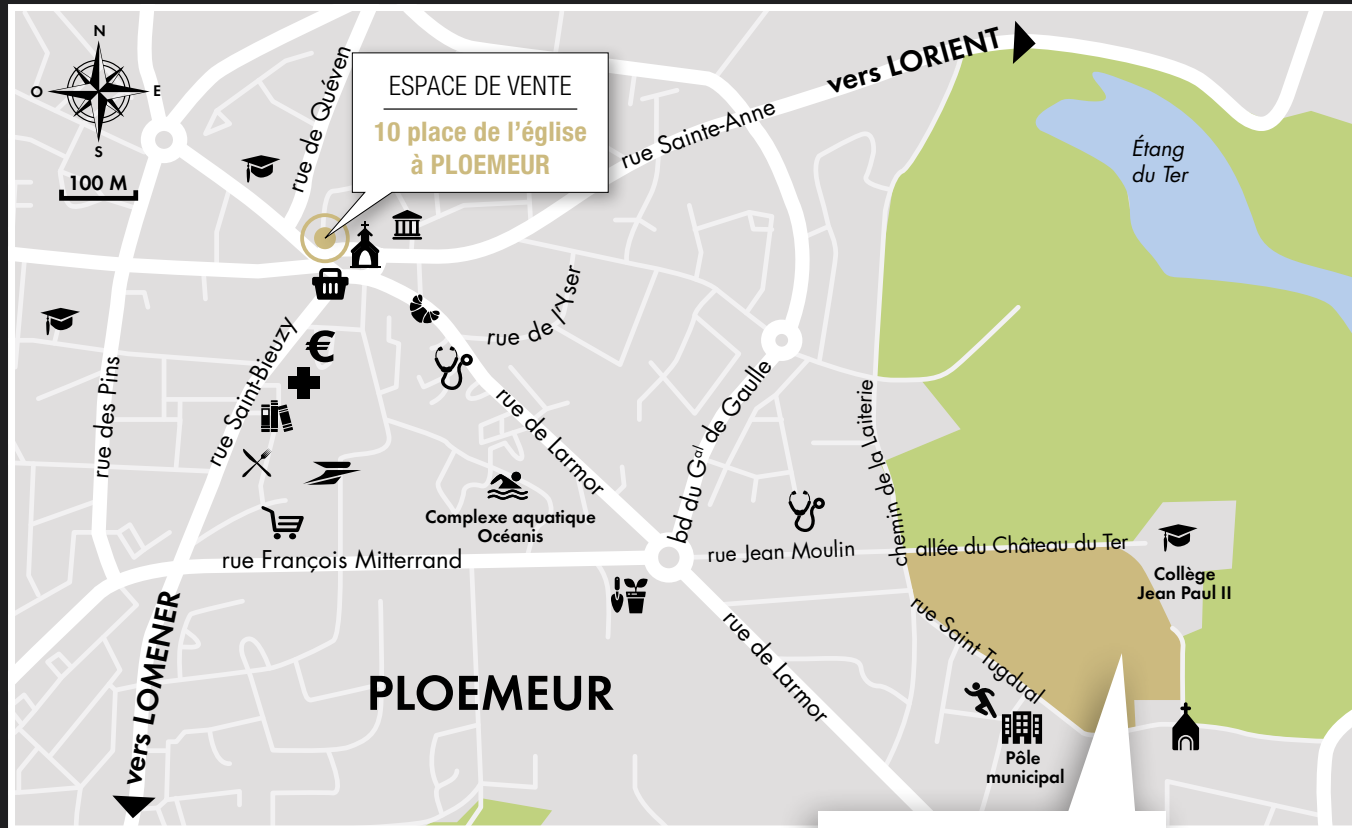 N
O
E
S
100 M
rue de Quéven
ESPACE DE VENTE
10 place de l'église
à PLOEMEUR
vers LORIENT
rue Sainte-Anne
Étang
du Ter
rue de l'Yser
rue des Pins
rue Saint-Bieuzy
€
rue de Larmor
bd du Gal de Gaulle
chemin de la Laiterie
Complexe aquatique
Océanis
rue François Mitterrand
rue Jean Moulin
allée du Château du Ter
Collège
Jean Paul II
rue Saint Tugdual
rue de Larmor
vers LOMENER
PLOEMEUR
Pôle
municipal